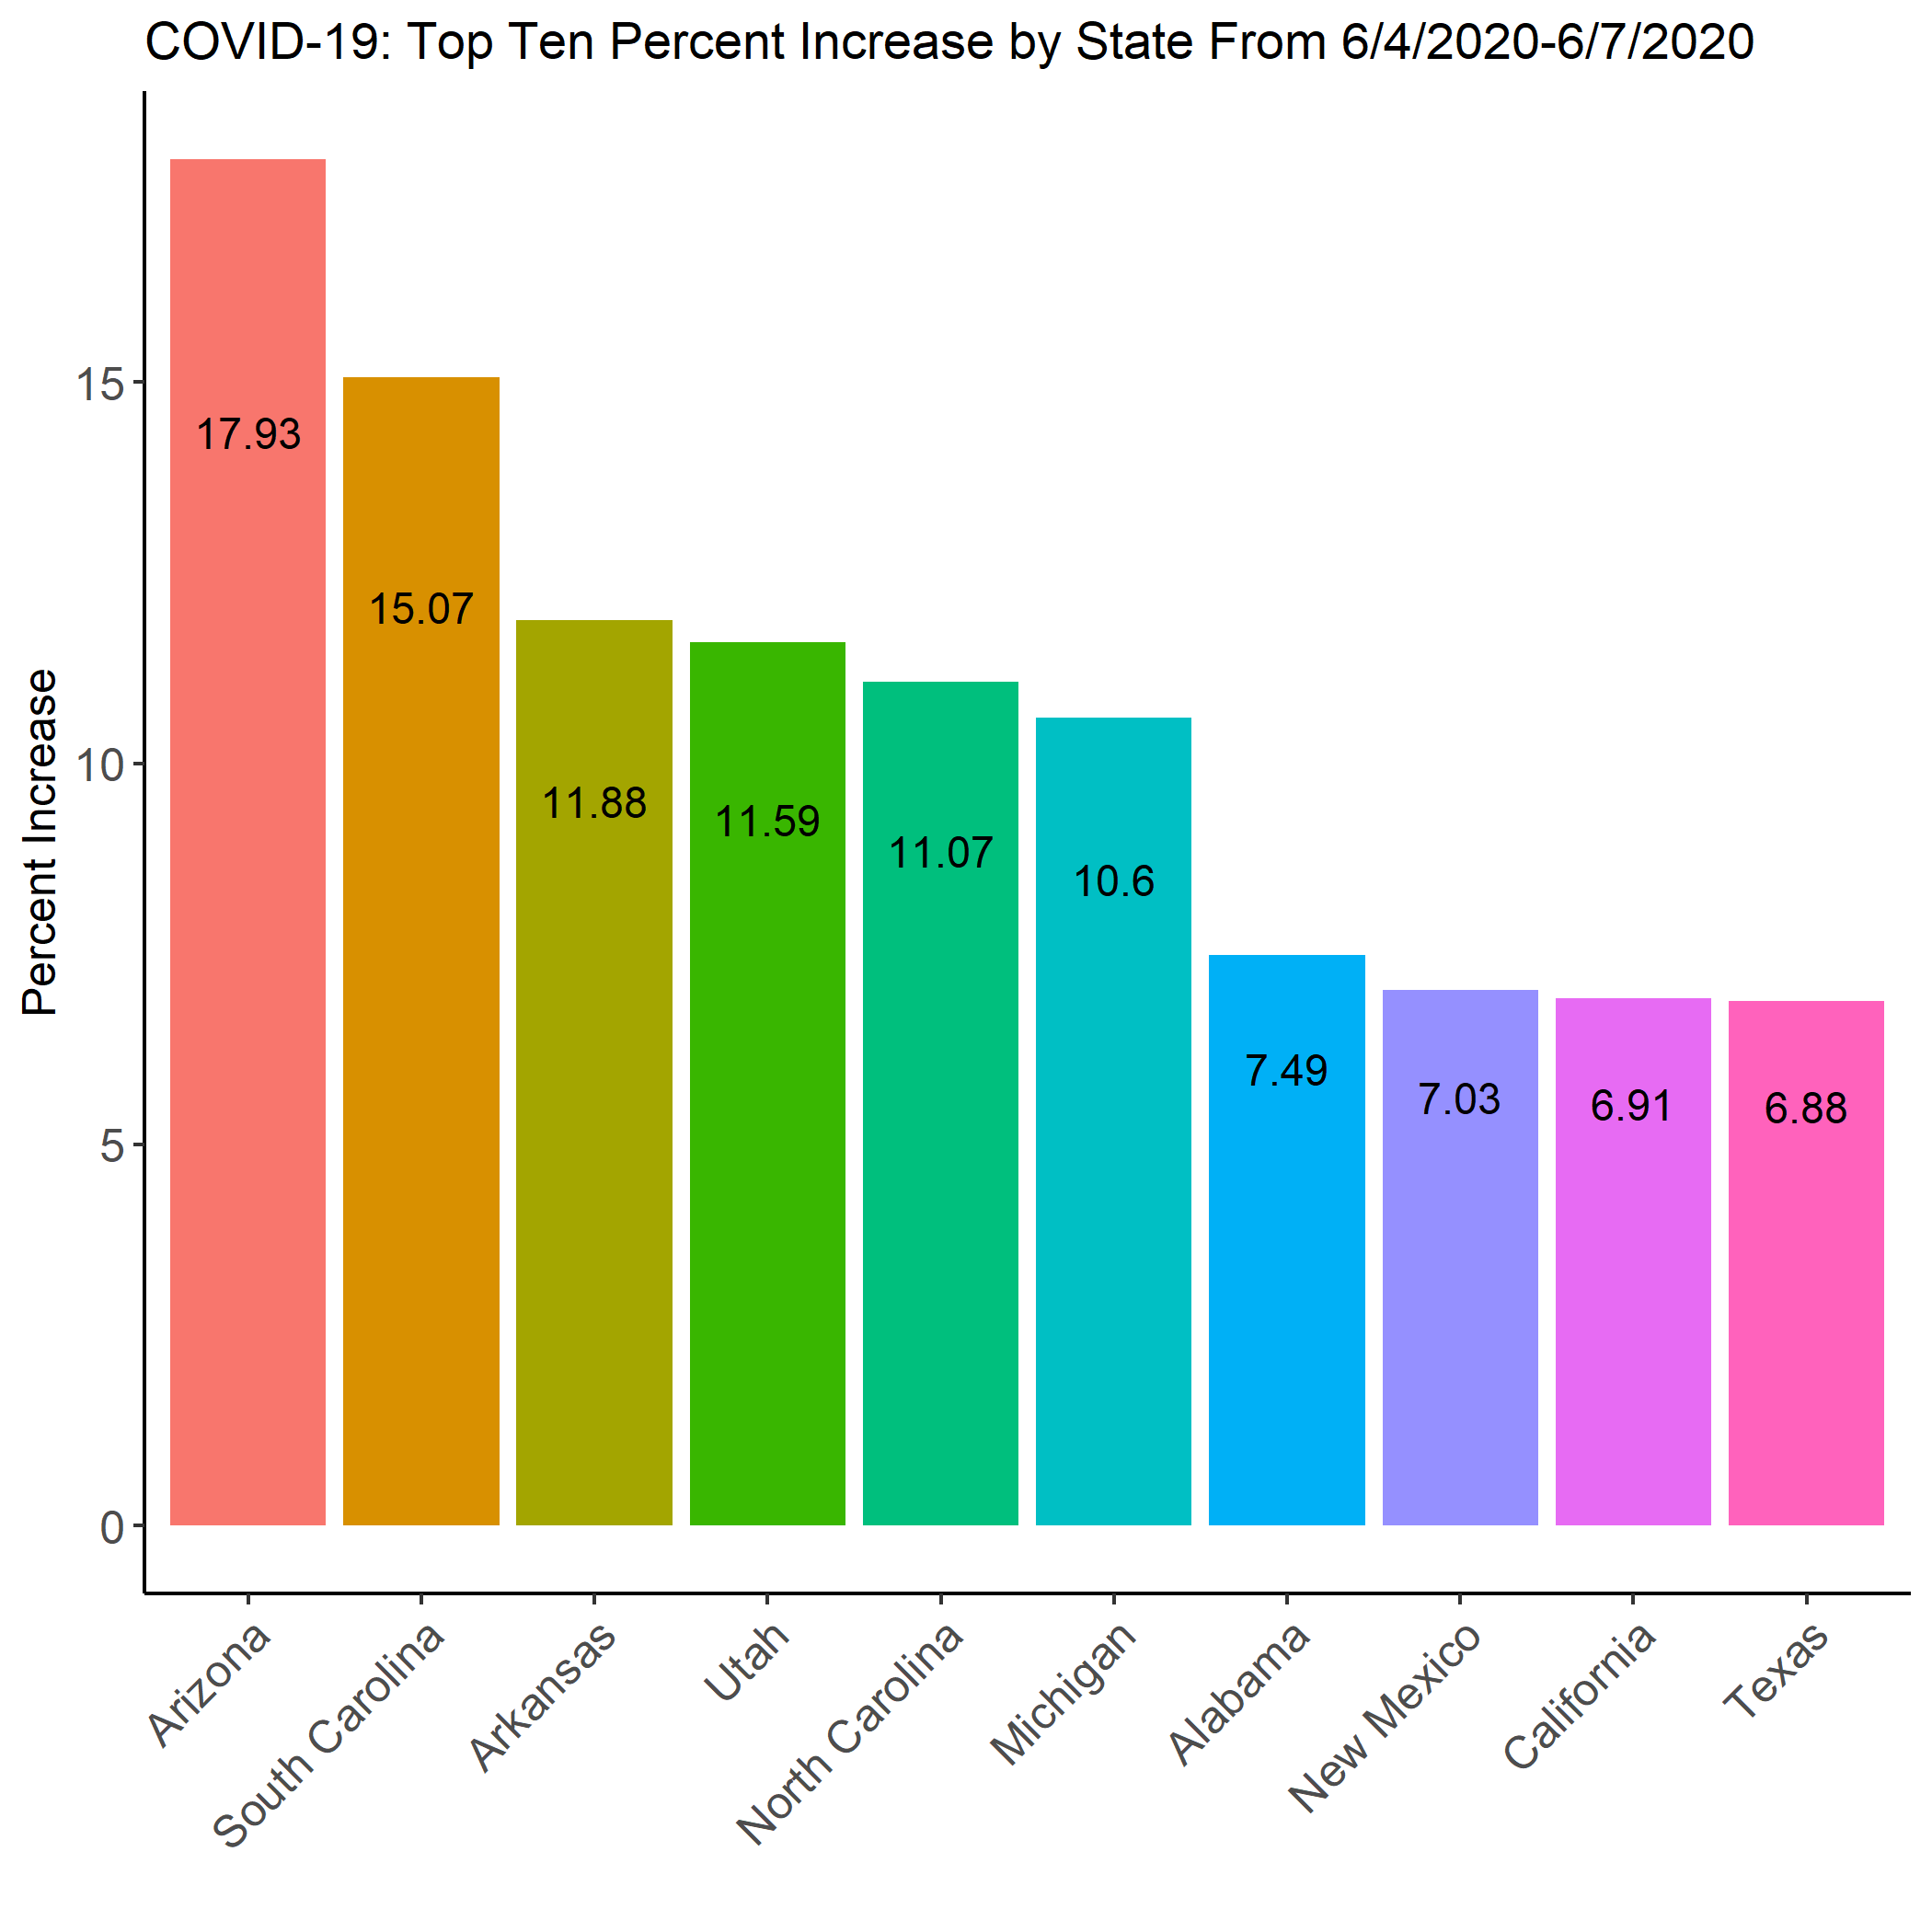 COVID-19: Top Ten Percent Increase by State From 6/4/2020-6/7/2020
Percent Increase
15
10
5
0
17.93
15.07
11.88
11.59
11.07
10.6
7.49
7.03
6.91
6.88
Arizona
South Carolina
Arkansas
Utah
North Carolina
Michigan
Alabama
New Mexico
California
Texas